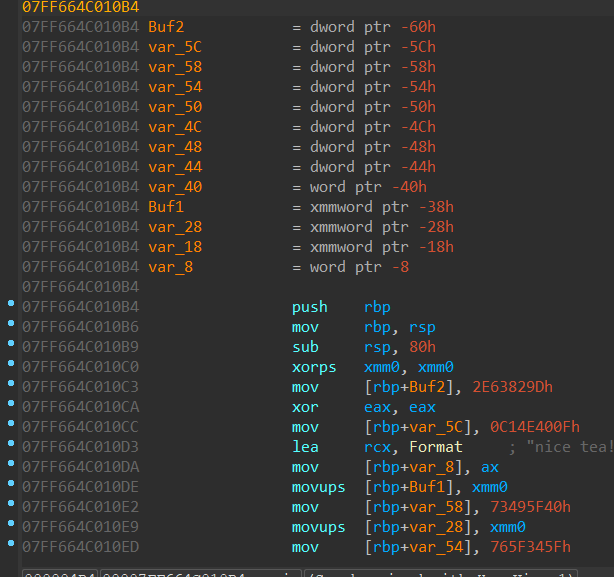 07FF664C010B4
07FF664C010B4 Buf2 = dword ptr -60h
07FF664C010B4 var_5C = dword ptr -5Ch
07FF664C010B4 var_58 = dword ptr -58h
07FF664C010B4 var_54 = dword ptr -54h
07FF664C010B4 var_50 = dword ptr -50h
07FF664C010B4 var_4C = dword ptr -4Ch
07FF664C010B4 var_48 = dword ptr -48h
07FF664C010B4 var_44 = dword ptr -44h
07FF664C010B4 var_40 = word ptr -40h
07FF664C010B4 Buf1 = xmmword ptr -38h
07FF664C010B4 var_28 = xmmword ptr -28h
07FF664C010B4 var_18 = xmmword ptr -18h
07FF664C010B4 var_8 = word ptr -8
07FF664C010B4
07FF664C010B4 push rbp
07FF664C010B6 mov rbp, rsp
07FF664C010B9 sub rsp, 80h
07FF664C010C0 xorps xmm0, xmm0
07FF664C010C3 mov [rbp+Buf2], 2E63829Dh
07FF664C010CA xor eax, eax
07FF664C010CC mov [rbp+var_5C], 0C14E400Fh
07FF664C010D3 lea rcx, Format ; "nice tea!
07FF664C010DA mov [rbp+var_8], ax
07FF664C010DE movups [rbp+Buf1], xmm0
07FF664C010E2 mov [rbp+var_58], 73495F40h
07FF664C010E9 movups [rbp+var_28], xmm0
07FF664C010ED mov [rbp+var_54], 765F345Fh